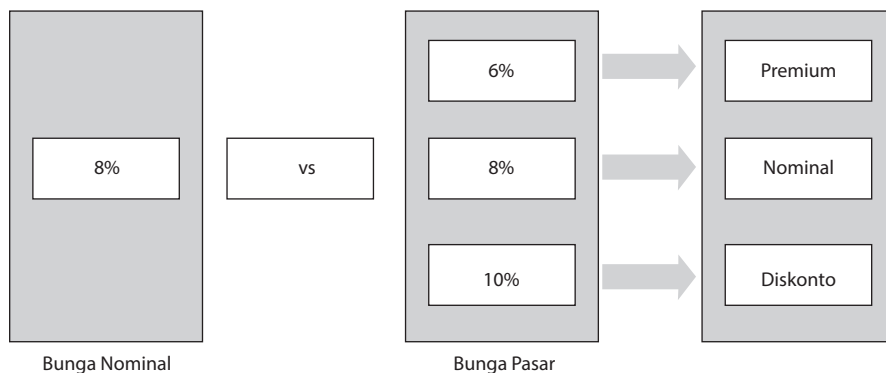 6%
Premium
8%
vs
8%
Nominal
10%
Diskonto
Bunga Nominal
Bunga Pasar